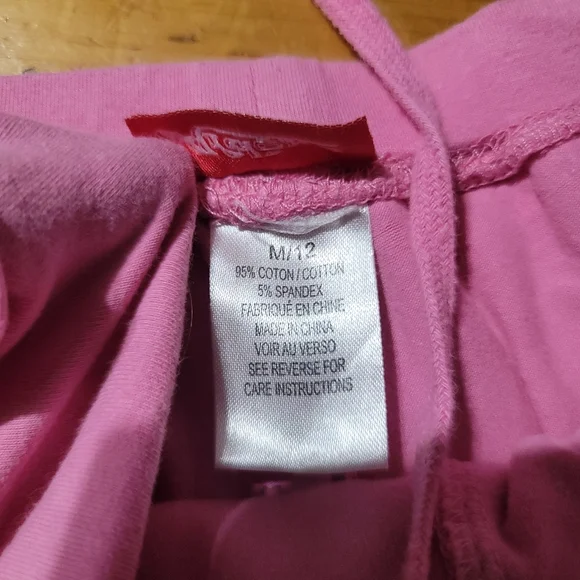 M/12
95% COTON / COTTON
5% SPANDEX
FABRIQUÉ EN CHINE
MADE IN CHINA
VOIR AU VERSO
SEE REVERSE FOR
CARE INSTRUCTIONS